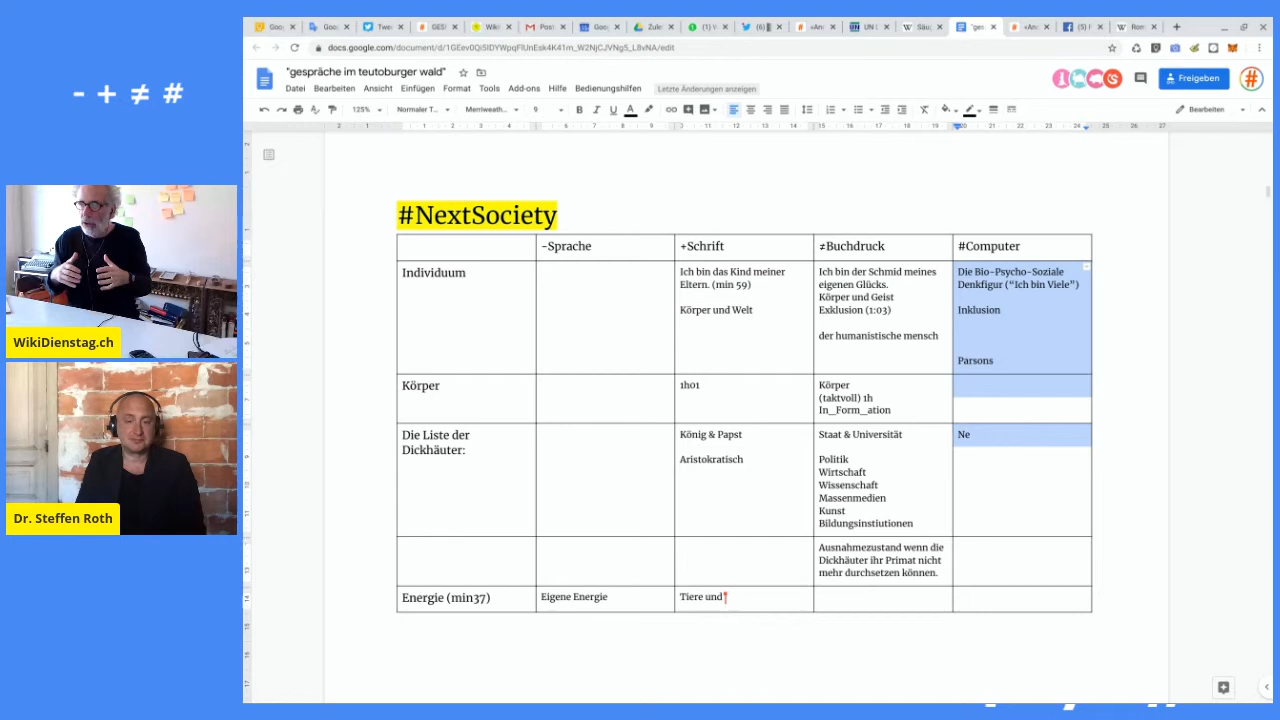 - + ≠ #
WikiDienstag.ch
Dr. Steffen Roth
docs.google.com/document/d/1GEev0Qi5IDYWpqFlUnEsk4K41m_W2NjCJVNg5_L8vNA/edit
"gespräche im teutoburger wald"
Datei Bearbeiten Ansicht Einfügen Format Tools Add-ons Hilfe Bedienungshilfen Letzte Änderungen anzeigen
Freigeben
125% Normaler T... Merriweath... 9
Bearbeiten
#NextSociety
-Sprache +Schrift ≠Buchdruck #Computer
Individuum
Ich bin das Kind meiner
Eltern. (min 59)
Körper und Welt
Ich bin der Schmid meines
eigenen Glücks.
Körper und Geist
Exklusion (1:03)
der humanistische mensch
Die Bio-Psycho-Soziale
Denkfigur (“Ich bin Viele”)
Inklusion
Parsons
Körper
1h01
Körper
(taktvoll) 1h
In_Form_ation
Die Liste der
Dickhäuter:
König & Papst
Aristokratisch
Staat & Universität
Politik
Wirtschaft
Wissenschaft
Massenmedien
Kunst
Bildungsinstiutionen
Ne
Ausnahmezustand wenn die
Dickhäuter ihr Primat nicht
mehr durchsetzen können.
Energie (min37)
Eigene Energie
Tiere und